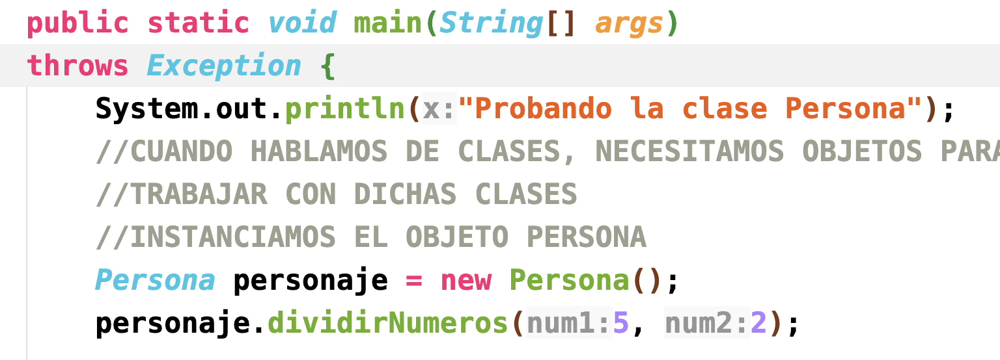 public static void main(String[] args)
throws Exception {
System.out.println(x:"Probando la clase Persona");
//CUANDO HABLAMOS DE CLASES, NECESITAMOS OBJETOS PARA
//TRABAJAR CON DICHAS CLASES
//INSTANCIAMOS EL OBJETO PERSONA
Persona personaje = new Persona();
personaje.dividirNumeros(num1:5, num2:2);